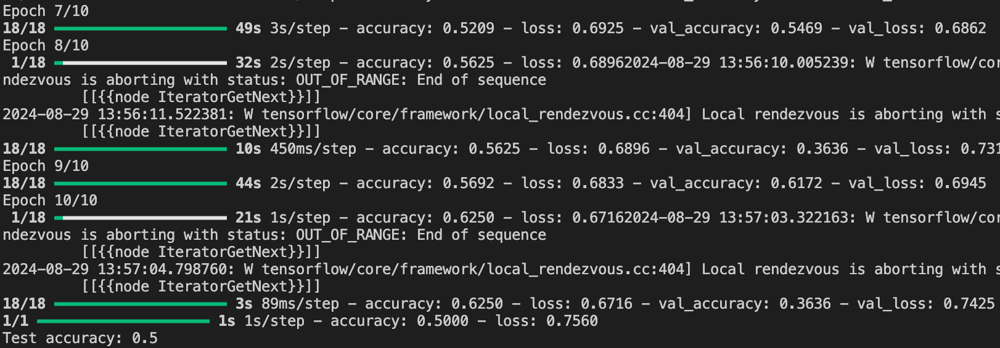 Epoch 7/10
18/18 49s 3s/step - accuracy: 0.5209 - loss: 0.6925 - val_accuracy: 0.5469 - val_loss: 0.6862
Epoch 8/10
1/18 32s 2s/step - accuracy: 0.5625 - loss: 0.68962024-08-29 13:56:10.005239: W tensorflow/cor
ndezvous is aborting with status: OUT_OF_RANGE: End of sequence
[[{{node IteratorGetNext}}]]
2024-08-29 13:56:11.522381: W tensorflow/core/framework/local_rendezvous.cc:404] Local rendezvous is aborting with s
[[{{node IteratorGetNext}}]]
18/18 10s 450ms/step - accuracy: 0.5625 - loss: 0.6896 - val_accuracy: 0.3636 - val_loss: 0.731
Epoch 9/10
18/18 44s 2s/step - accuracy: 0.5692 - loss: 0.6833 - val_accuracy: 0.6172 - val_loss: 0.6945
Epoch 10/10
1/18 21s 1s/step - accuracy: 0.6250 - loss: 0.67162024-08-29 13:57:03.322163: W tensorflow/cor
ndezvous is aborting with status: OUT_OF_RANGE: End of sequence
[[{{node IteratorGetNext}}]]
2024-08-29 13:57:04.798760: W tensorflow/core/framework/local_rendezvous.cc:404] Local rendezvous is aborting with s
[[{{node IteratorGetNext}}]]
18/18 3s 89ms/step - accuracy: 0.6250 - loss: 0.6716 - val_accuracy: 0.3636 - val_loss: 0.7425
1/1 1s 1s/step - accuracy: 0.5000 - loss: 0.7560
Test accuracy: 0.5